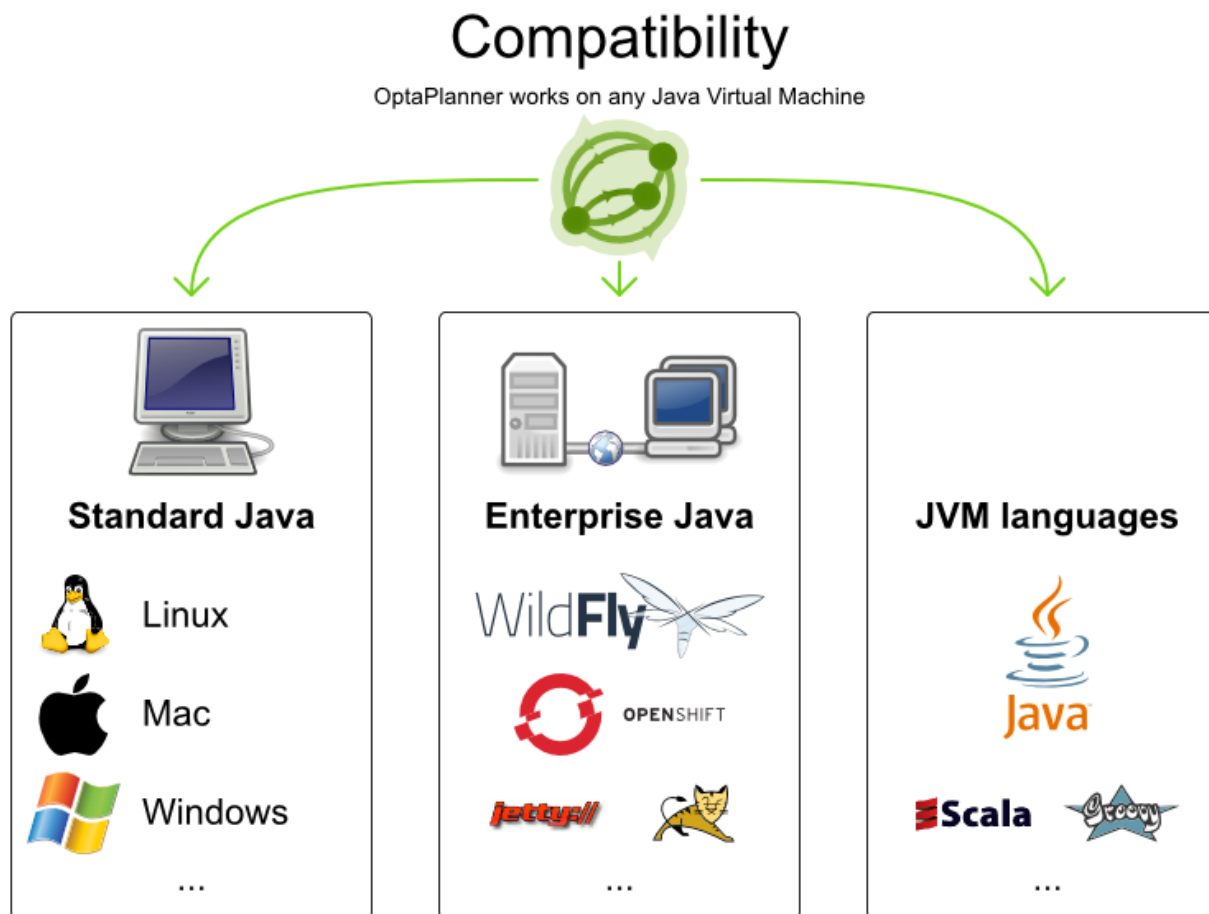 Compatibility
OptaPlanner works on any Java Virtual Machine
Standard Java
Linux
Mac
Windows
...
Enterprise Java
WildFly
OPENSHIFT
jetty://
...
JVM languages
Java
Scala
Groovy
...